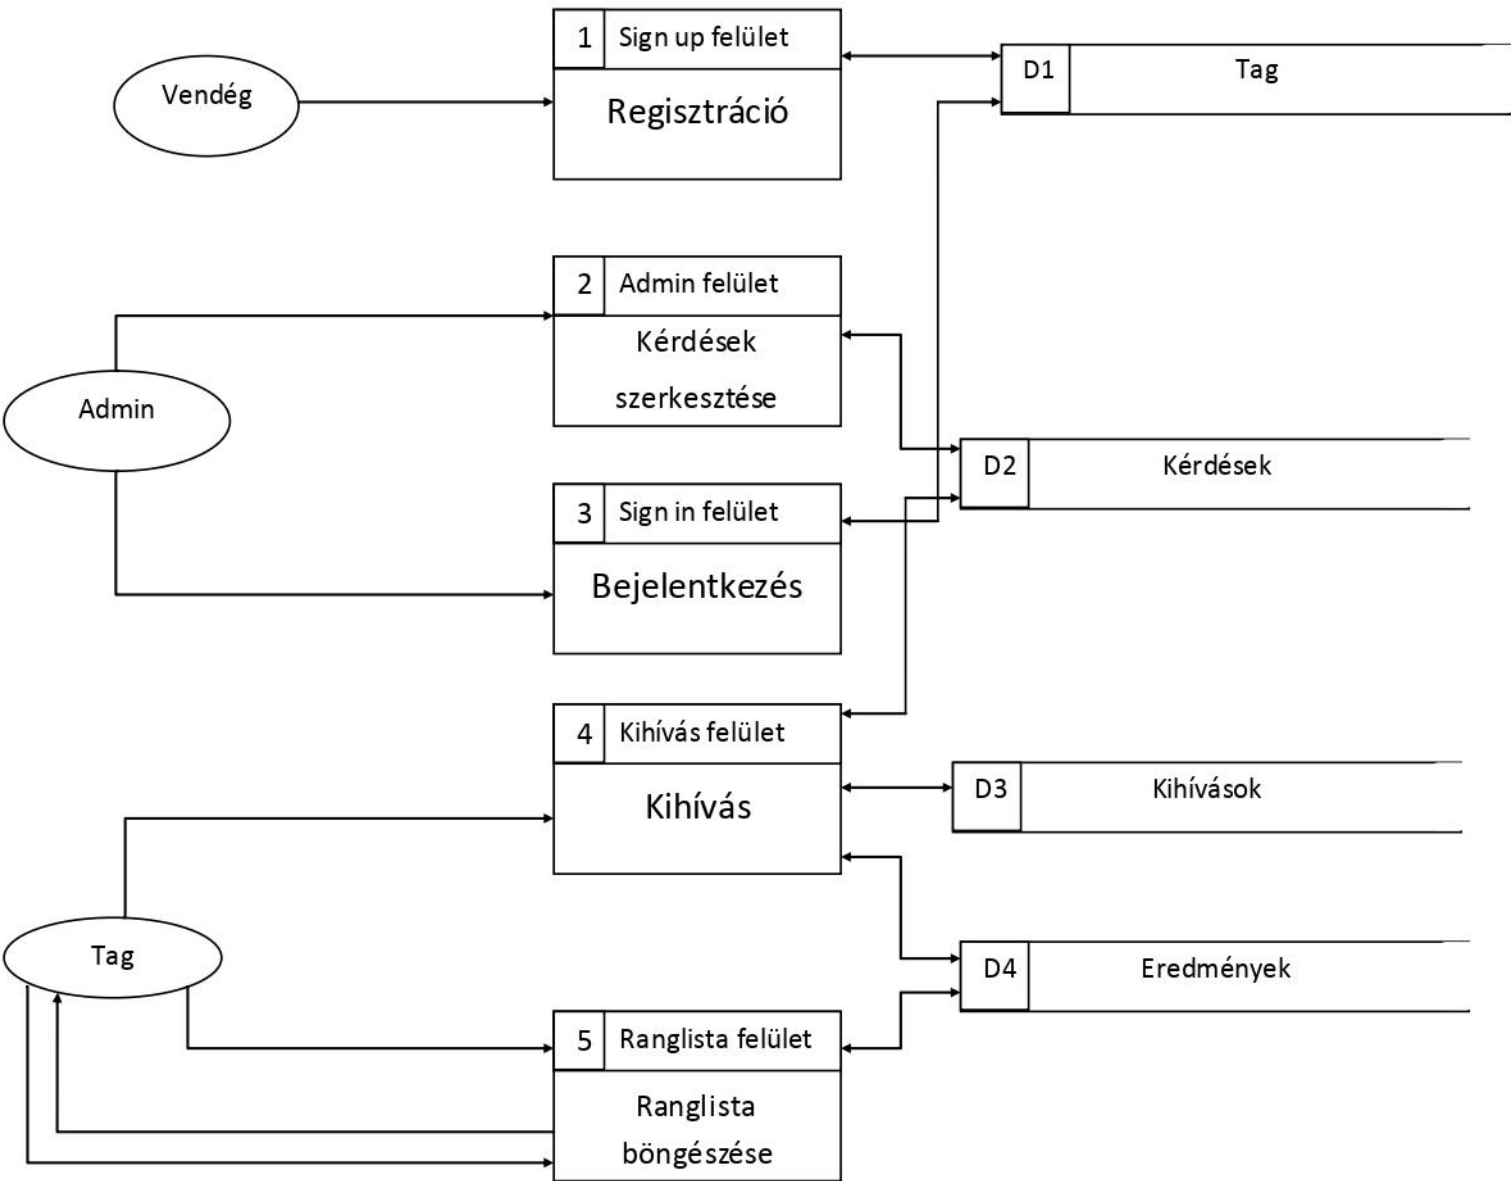 1 Sign up felület
D1 Tag
Vendég
Regisztráció
2 Admin felület
Kérdések
szerkesztése
Admin
D2 Kérdések
3 Sign in felület
Bejelentkezés
4 Kihívás felület
D3 Kihívások
Kihívás
Tag
D4 Eredmények
5 Ranglista felület
Ranglista
böngészése